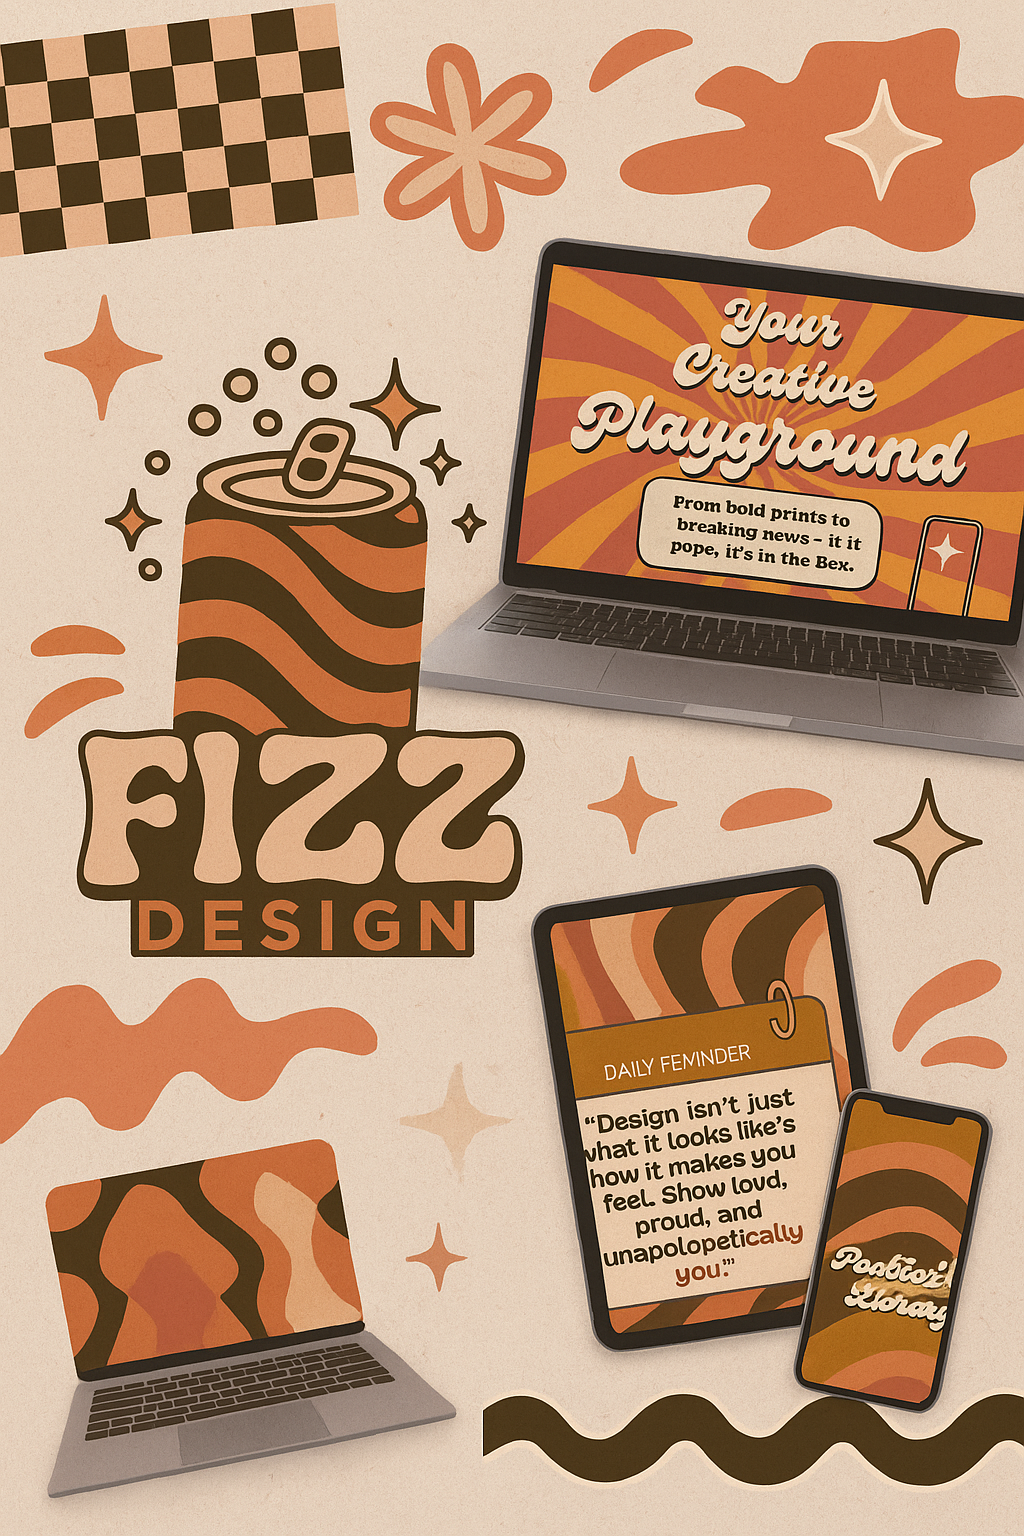 Your
Creative
Playground
Prom bold prints to
breaking news – it it
pope, it's in the Bex.
FIZZ
DESIGN
DAILY FEMINDER
“Design isn't just
what it looks like's
how it makes you
feel. Show lovd,
proud, and
unapolopetically
you.”